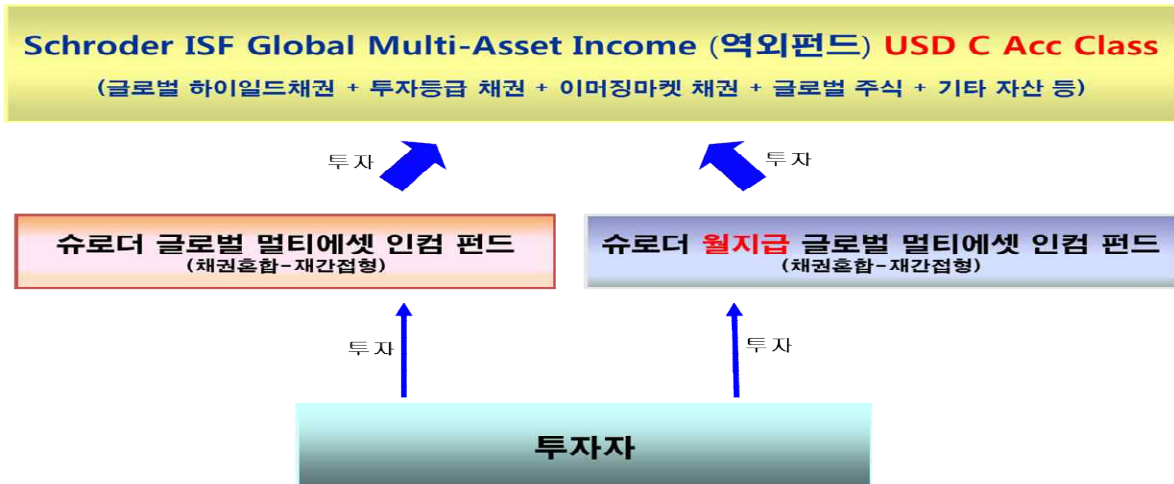 Schroder ISF Global Multi-Asset Income (역외펀드) USD C Acc Class
(글로벌 하이일드채권 + 투자등급 채권 + 이머징마켓 채권 + 글로벌 주식 + 기타 자산 등)
투자
투자
슈로더 글로벌 멀티에셋 인컴 펀드
(채권혼합-재간접형)
슈로더 월지급 글로벌 멀티에셋 인컴 펀드
(채권혼합-재간접형)
투자
투자
투자자